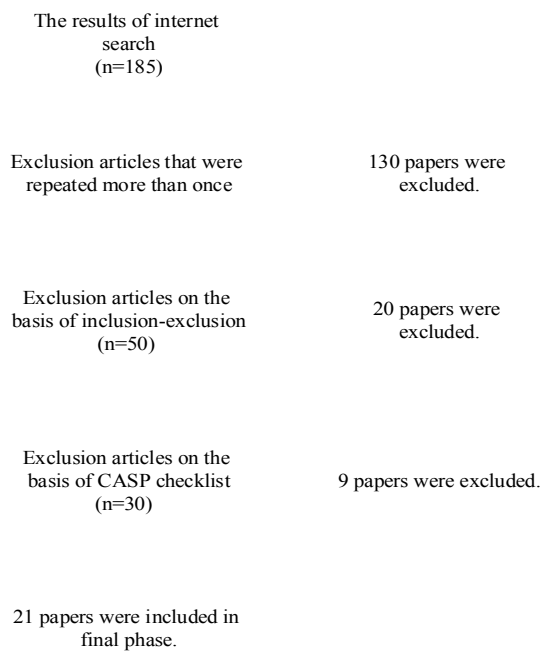 The results of internet
search
(n=185)
Exclusion articles that were
repeated more than once
130 papers were
excluded.
Exclusion articles on the
basis of inclusion-exclusion
(n=50)
20 papers were
excluded.
Exclusion articles on the
basis of CASP checklist
(n=30)
9 papers were excluded.
21 papers were included in
final phase.